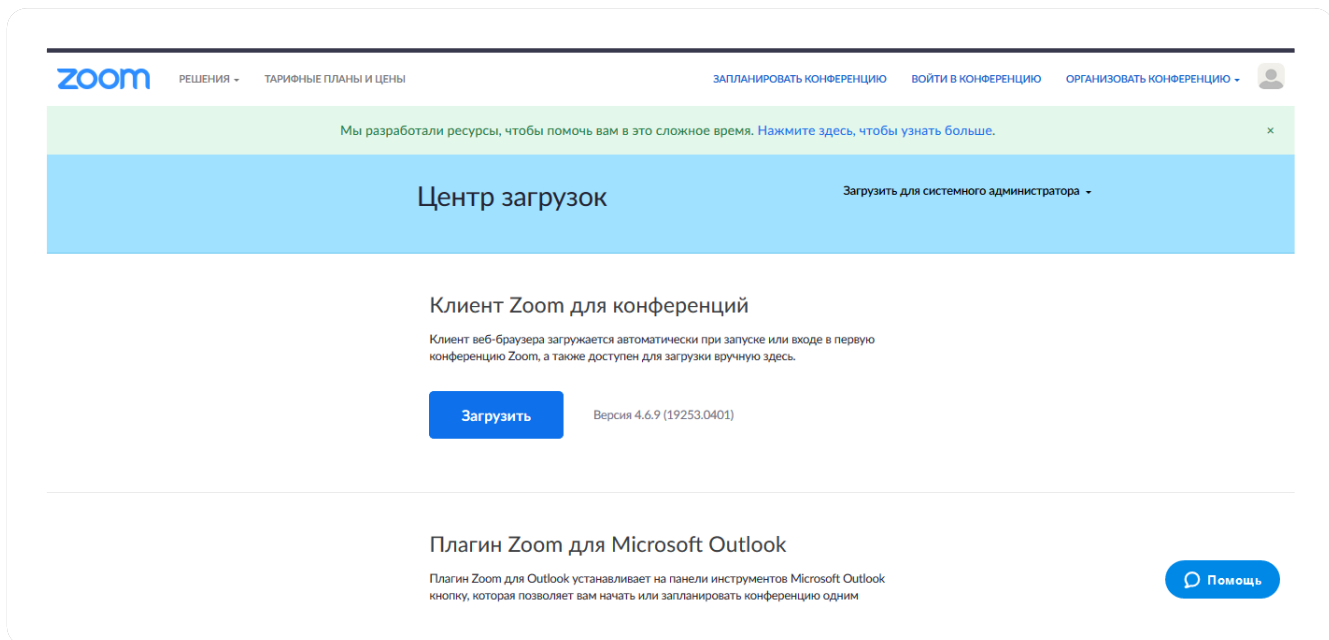 zoom РЕШЕНИЯ ТАРИФНЫЕ ПЛАНЫ И ЦЕНЫ ЗАПЛАНИРОВАТЬ КОНФЕРЕНЦИЮ ВОЙТИ В КОНФЕРЕНЦИЮ ОРГАНИЗОВАТЬ КОНФЕРЕНЦИЮ
Мы разработали ресурсы, чтобы помочь вам в это сложное время. Нажмите здесь, чтобы узнать больше. ×
Центр загрузок Загрузить для системного администратора
Клиент Zoom для конференций
Клиент веб-браузера загружается автоматически при запуске или входе в первую
конференцию Zoom, а также доступен для загрузки вручную здесь.
Загрузить Версия 4.6.9 (19253.0401)
Плагин Zoom для Microsoft Outlook
Плагин Zoom для Outlook устанавливает на панели инструментов Microsoft Outlook
кнопку, которая позволяет вам начать или запланировать конференцию одним
Помощь